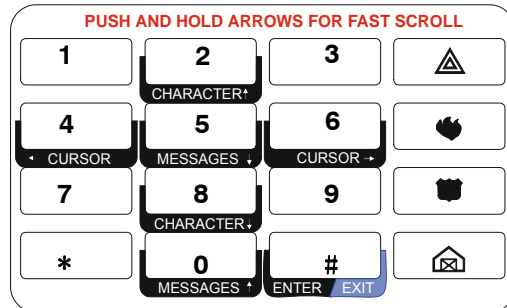 PUSH AND HOLD ARROWS FOR FAST SCROLL
1 2 3
CHARACTER↑
4 5 6
← CURSOR MESSAGES ↓ CURSOR →
7 8 9
CHARACTER↓
* 0 #
MESSAGES ↑ ENTER EXIT